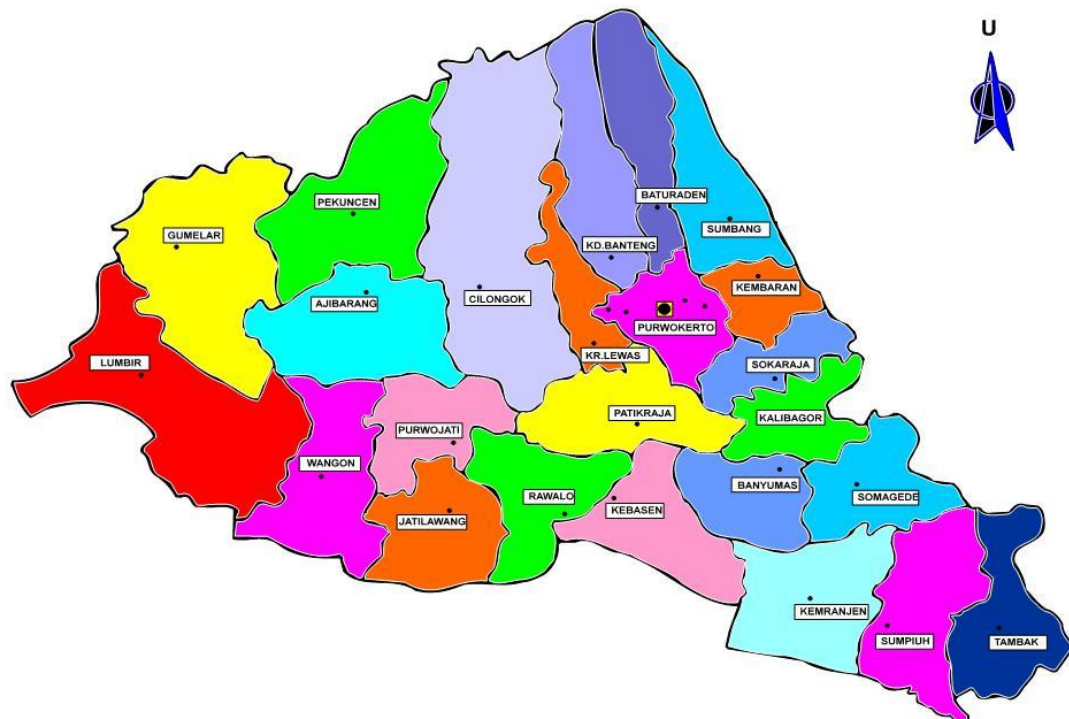 U
PEKUNCEN
BATURADEN
SUMBANG
GUMELAR
KD.BANTENG
KEMBARAN
CILONGOK
AJIBARANG
PURWOKERTO
KR.LEWAS
LUMBIR
SOKARAJA
PATIKRAJA
KALIBAGOR
PURWOJATI
WANGON
BANYUMAS
SOMAGEDE
RAWALO
KEBASEN
JATILAWANG
KEMRANJEN
SUMPIUH
TAMBAK